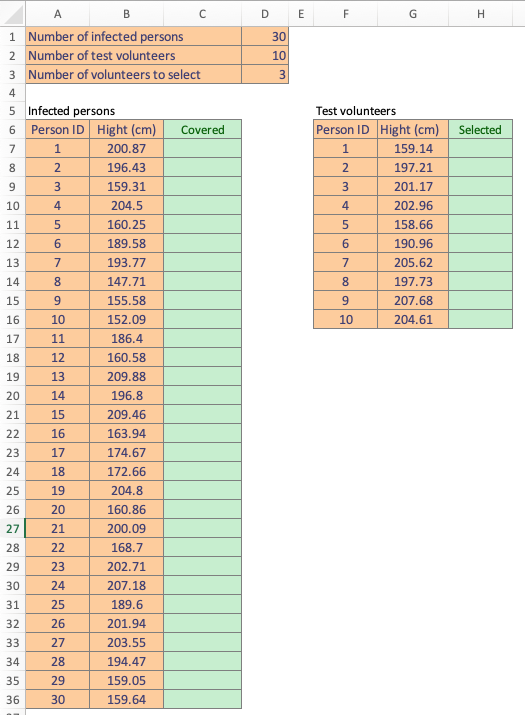 A B C D E F G H
1 Number of infected persons 30
2 Number of test volunteers 10
3 Number of volunteers to select 3
4
5 Infected persons Test volunteers
6 Person ID Hight (cm) Covered Person ID Hight (cm) Selected
7 1 200.87 1 159.14
8 2 196.43 2 197.21
9 3 159.31 3 201.17
10 4 204.5 4 202.96
11 5 160.25 5 158.66
12 6 189.58 6 190.96
13 7 193.77 7 205.62
14 8 147.71 8 197.73
15 9 155.58 9 207.68
16 10 152.09 10 204.61
17 11 186.4
18 12 160.58
19 13 209.88
20 14 196.8
21 15 209.46
22 16 163.94
23 17 174.67
24 18 172.66
25 19 204.8
26 20 160.86
27 21 200.09
28 22 168.7
29 23 202.71
30 24 207.18
31 25 189.6
32 26 201.94
33 27 203.55
34 28 194.47
35 29 159.05
36 30 159.64